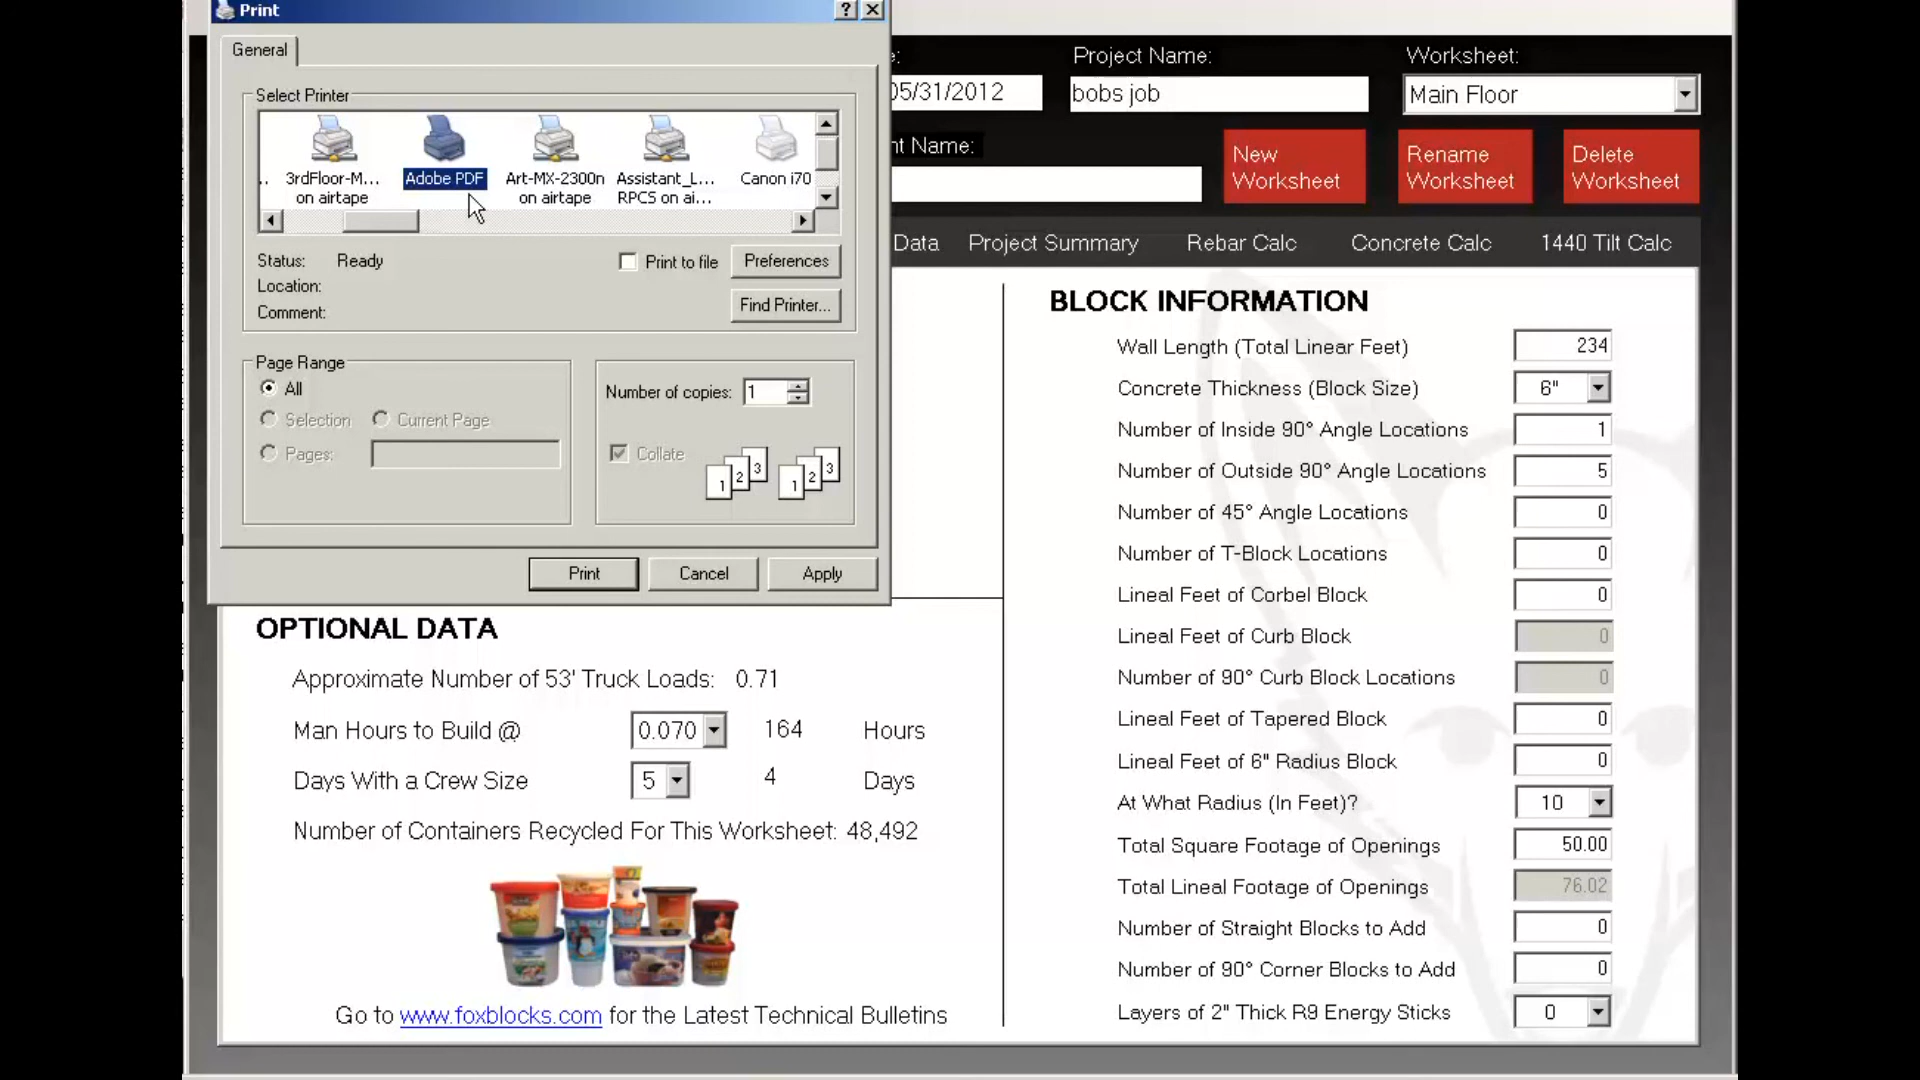 Print
General
Select Printer
3rdFloor-M...
on airtape
Adobe PDF
Art-MX-2300n
on airtape
Assistant_L...
RPCS on ai...
Canon i70
Status: Ready
Print to file
Preferences
Location:
Comment:
Find Printer...
Page Range
All
Selection
Current Page
Pages:
Number of copies: 1
Collate
1 2 3 1 2 3
Print
Cancel
Apply
05/31/2012
Project Name:
bobs job
Worksheet:
Main Floor
Name:
New
Worksheet
Rename
Worksheet
Delete
Worksheet
Data
Project Summary
Rebar Calc
Concrete Calc
1440 Tilt Calc
OPTIONAL DATA
Approximate Number of 53' Truck Loads: 0.71
Man Hours to Build @ 0.070 164 Hours
Days With a Crew Size 5 4 Days
Number of Containers Recycled For This Worksheet: 48,492
Go to www.foxblocks.com for the Latest Technical Bulletins
BLOCK INFORMATION
Wall Length (Total Linear Feet) 234
Concrete Thickness (Block Size) 6"
Number of Inside 90° Angle Locations 1
Number of Outside 90° Angle Locations 5
Number of 45° Angle Locations 0
Number of T-Block Locations 0
Lineal Feet of Corbel Block 0
Lineal Feet of Curb Block 0
Number of 90° Curb Block Locations 0
Lineal Feet of Tapered Block 0
Lineal Feet of 6" Radius Block 0
At What Radius (In Feet)? 10
Total Square Footage of Openings 50.00
Total Lineal Footage of Openings 76.02
Number of Straight Blocks to Add 0
Number of 90° Corner Blocks to Add 0
Layers of 2" Thick R9 Energy Sticks 0